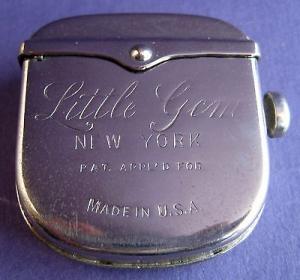 Little Gem
NEW YORK
PAT. APPL'D FOR
MADE IN U.S.A